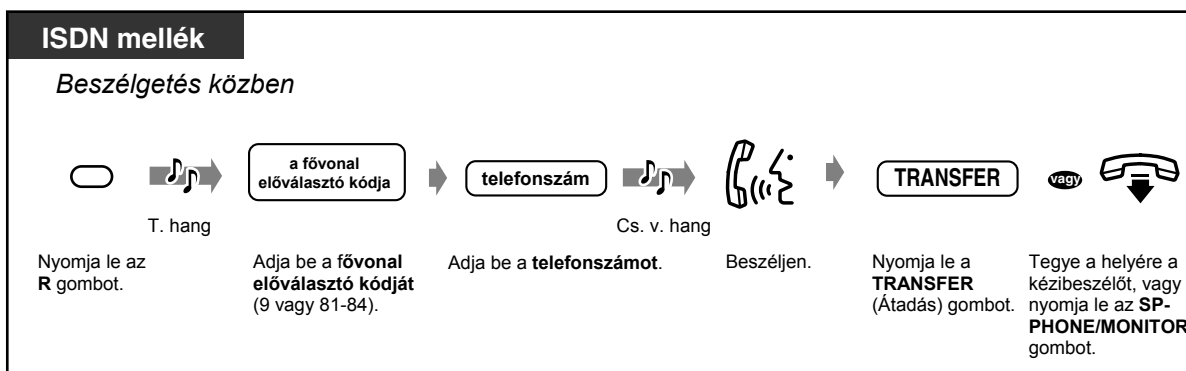 ISDN mellék
Beszélgetés közben
a fővonal
előválasztó kódja
telefonszám
TRANSFER
vagy
T. hang
Cs. v. hang
Nyomja le az
R gombot.
Adja be a fővonal
előválasztó kódját
(9 vagy 81-84).
Adja be a telefonszámot.
Beszéljen.
Nyomja le a
TRANSFER
(Átadás) gombot.
Tegye a helyére a
kézibeszélőt, vagy
nyomja le az SP-
PHONE/MONITOR
gombot.